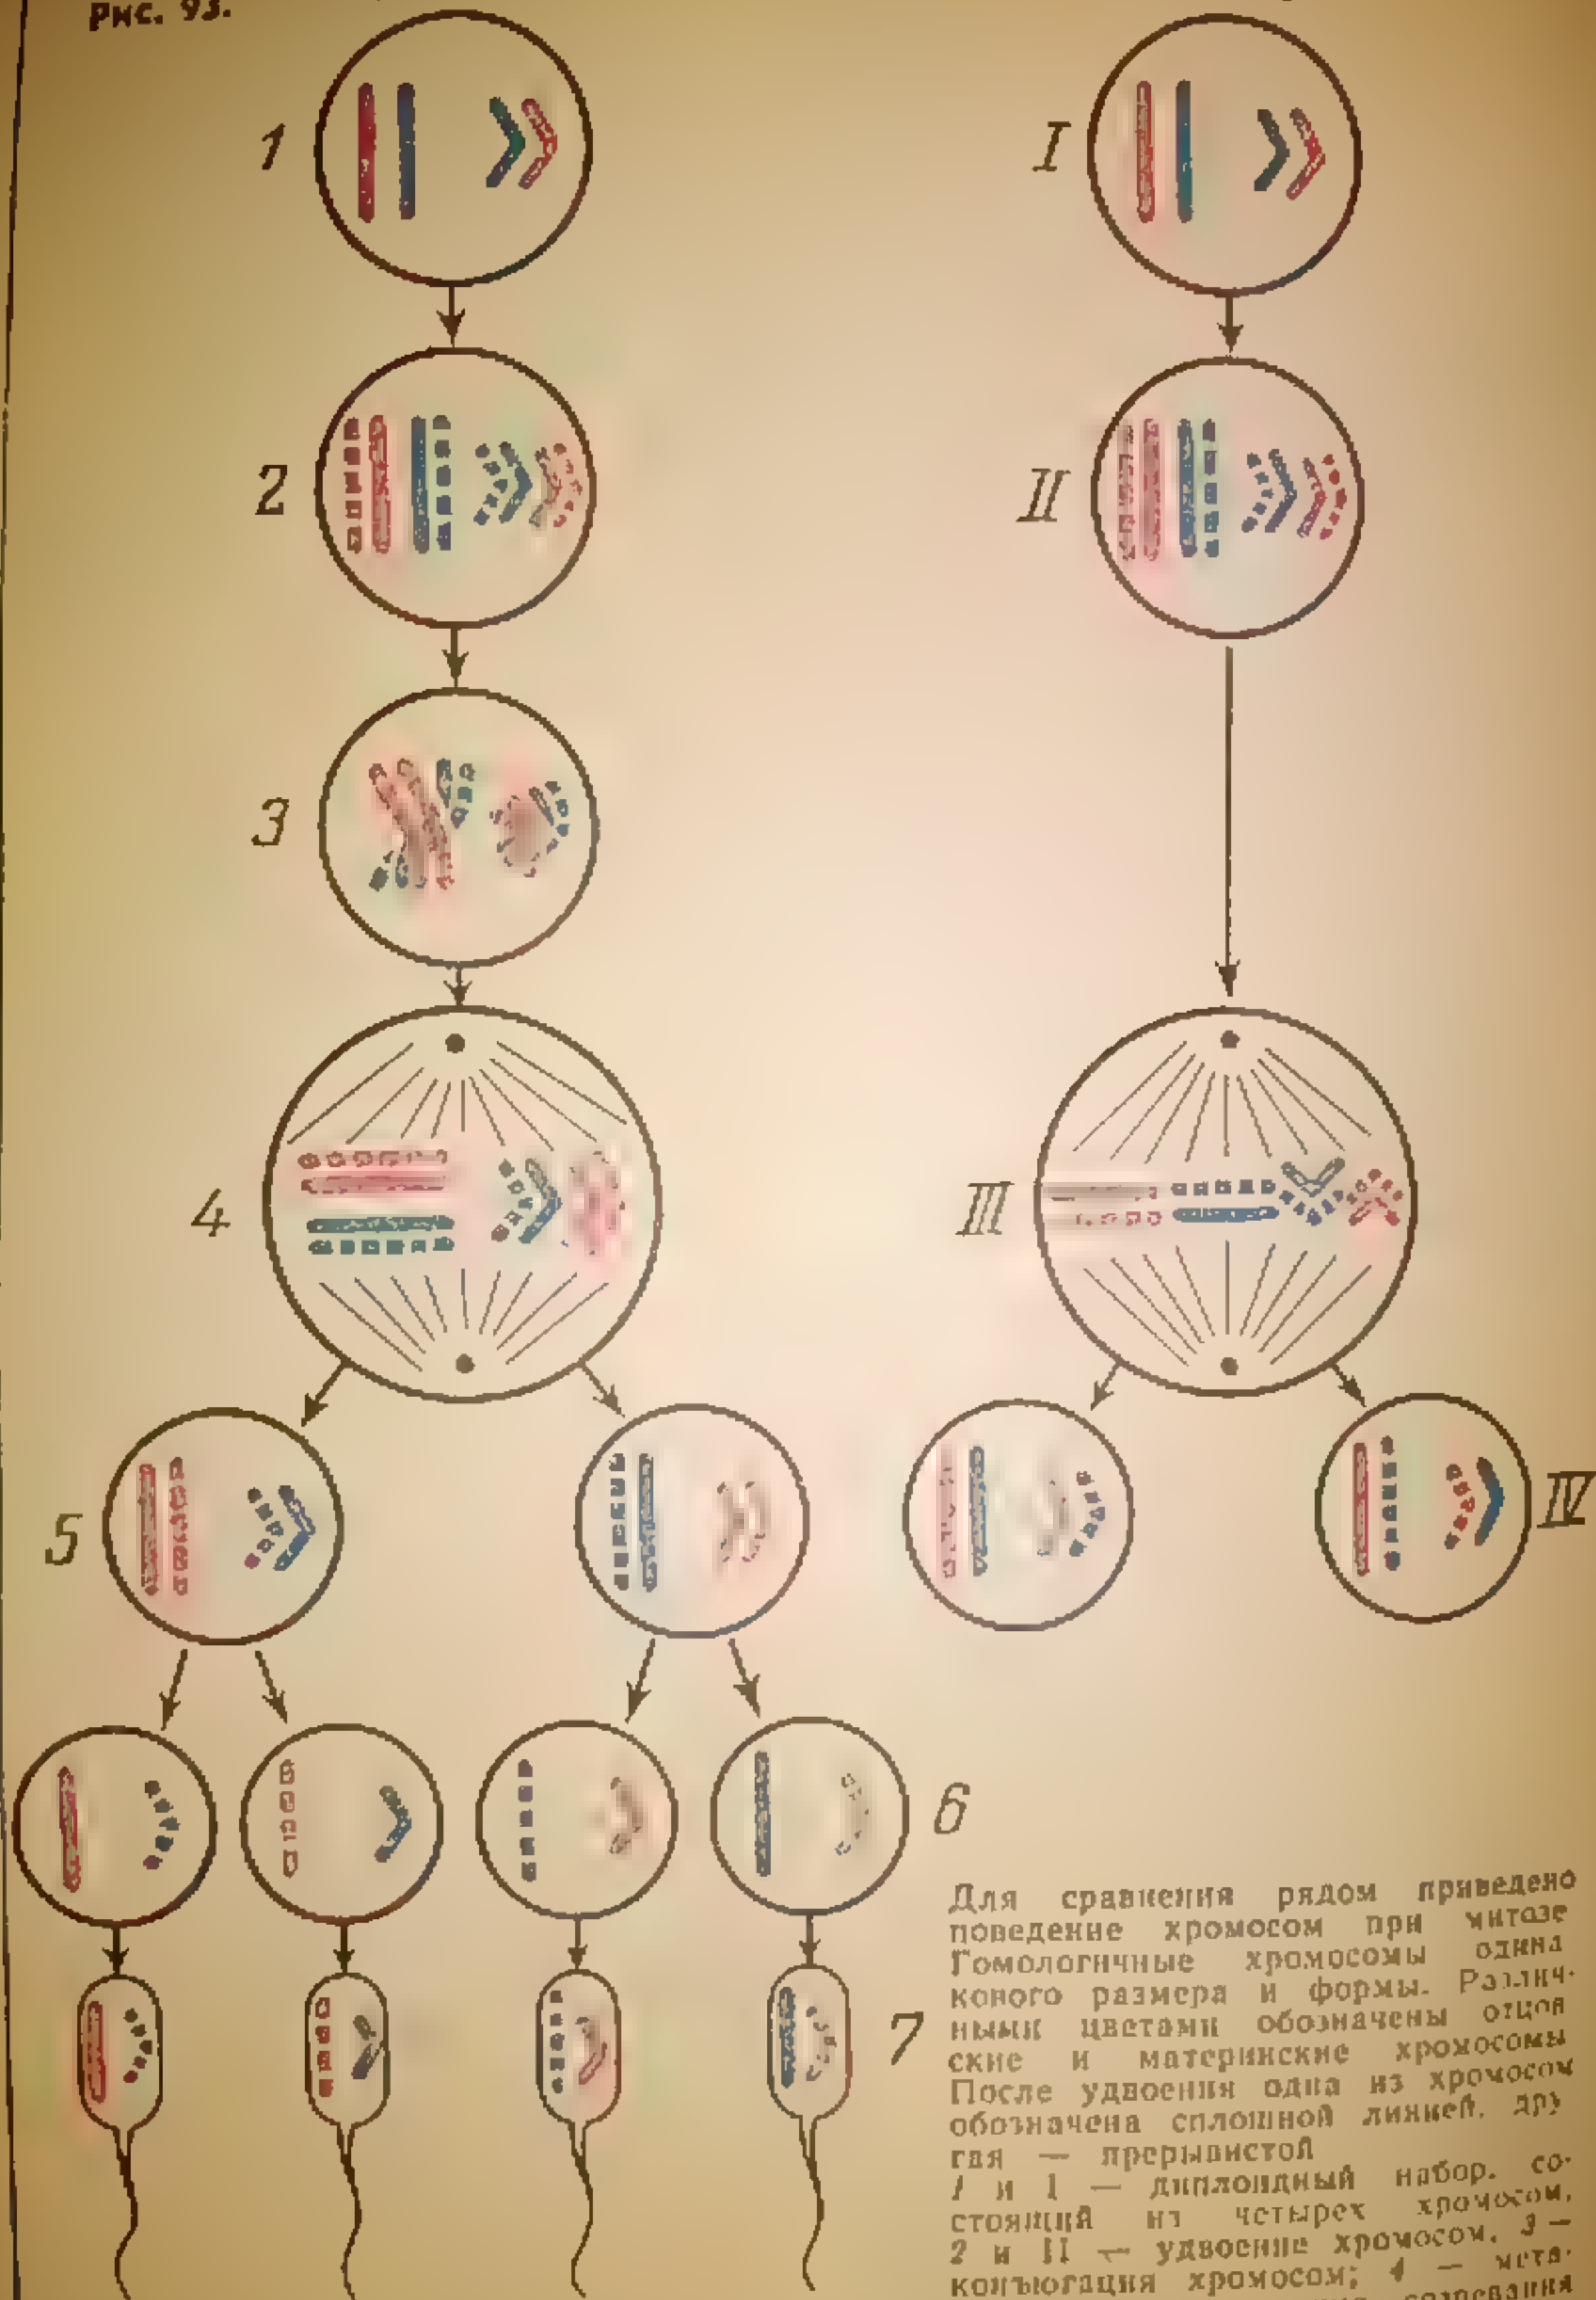 Рис. 93.
1
I
2
II
3
4
III
5
IV
6
7
Для сравнения рядом приведено
поведение хромосом при митозе
Гомологичные хромосомы одина
кового размера и формы. Различ-
ными цветами обозначены отцов
ские и материнские хромосомы
После удвоения одна из хромосом
обозначена сплошной линией, дру
гая — прерывистой
1 и I — диплоидный набор, со-
стоящий из четырех хромосом,
2 и II — удвоение хромосом, 3 —
конъюгация хромосом; 4 — мета-
созревания